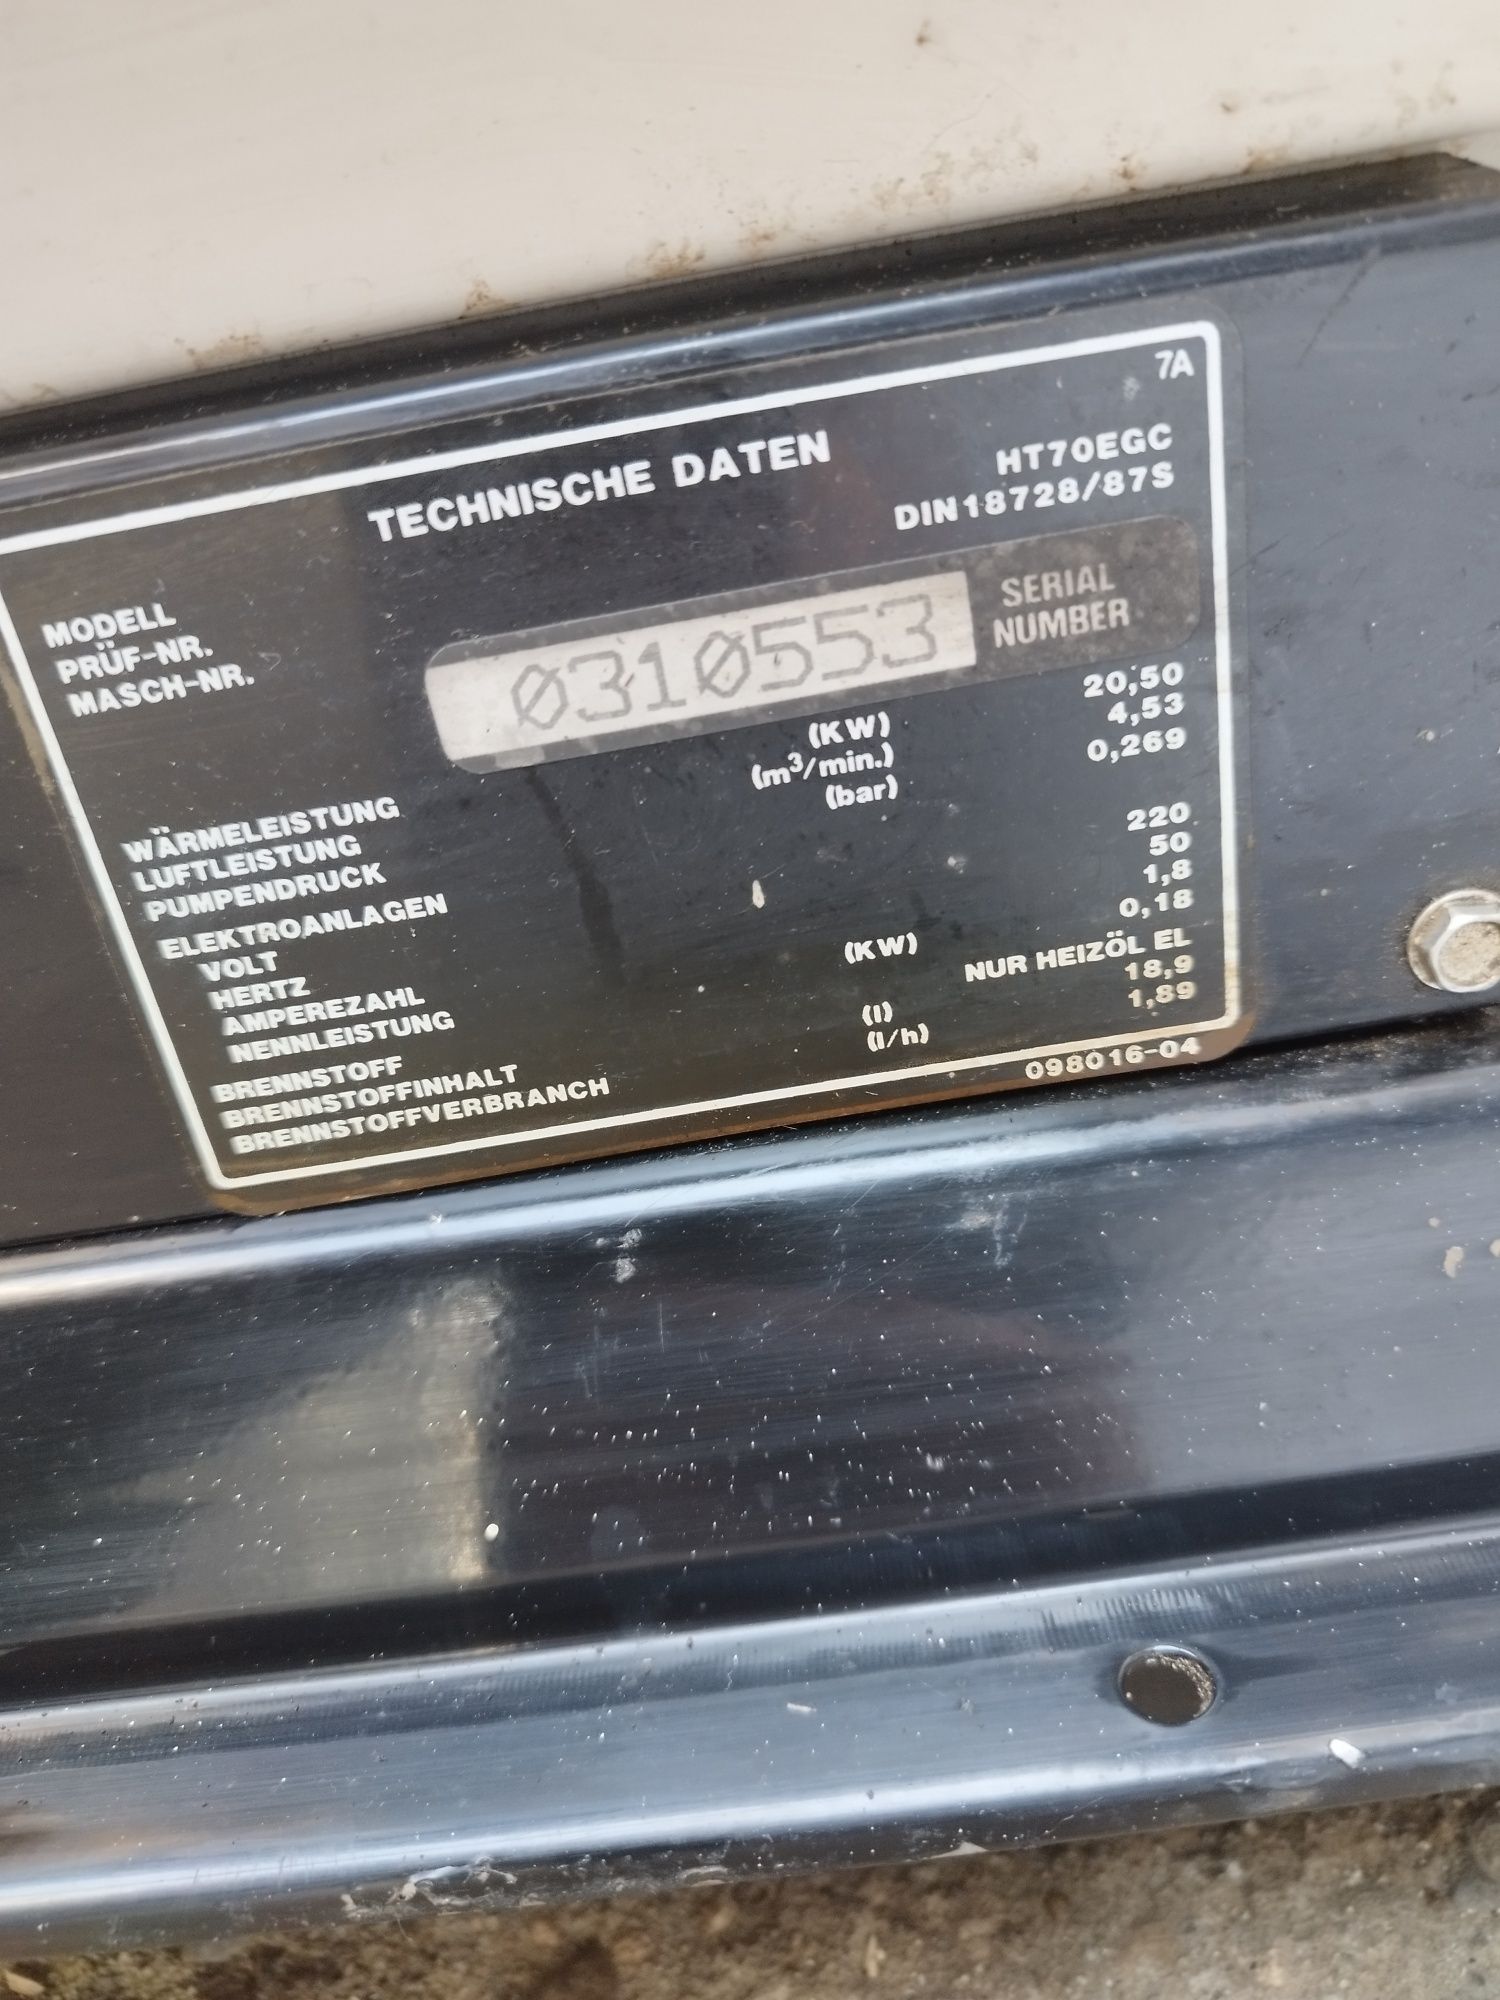 7A
TECHNISCHE DATEN
MODELL HT70EGC
PRÜF-NR. DIN18728/87S
MASCH-NR. 0310553 SERIAL NUMBER
WÄRMELEISTUNG (KW) 20,50
LUFTLEISTUNG (m³/min.) 4,53
PUMPENDRUCK (bar) 0,269
ELEKTROANLAGEN
VOLT 220
HERTZ 50
AMPEREZAHL 1,8
NENNLEISTUNG (KW) 0,18
BRENNSTOFF NUR HEIZÖL EL
BRENNSTOFFINHALT (l) 18,9
BRENNSTOFFVERBRANCH (l/h) 1,89
098016-04